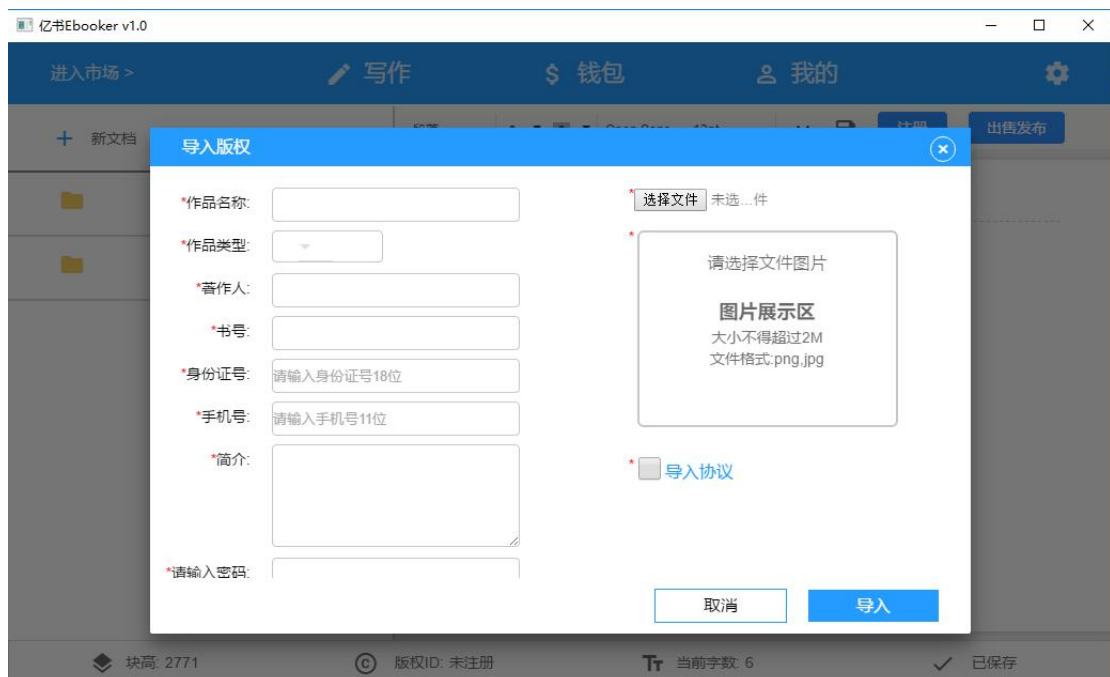 亿书Ebooker v1.0
进入市场 >
写作
钱包
我的
新文档
出售发布
导入版权
*作品名称:
*作品类型:
*著作人:
*书号:
*身份证号:
请输入身份证号18位
*手机号:
请输入手机号11位
*简介:
*请输入密码:
*
选择文件 未选...件
*
请选择文件图片
图片展示区
大小不得超过2M
文件格式:png,jpg
* 导入协议
取消
导入
块高: 2771
版权ID: 未注册
当前字数: 6
已保存